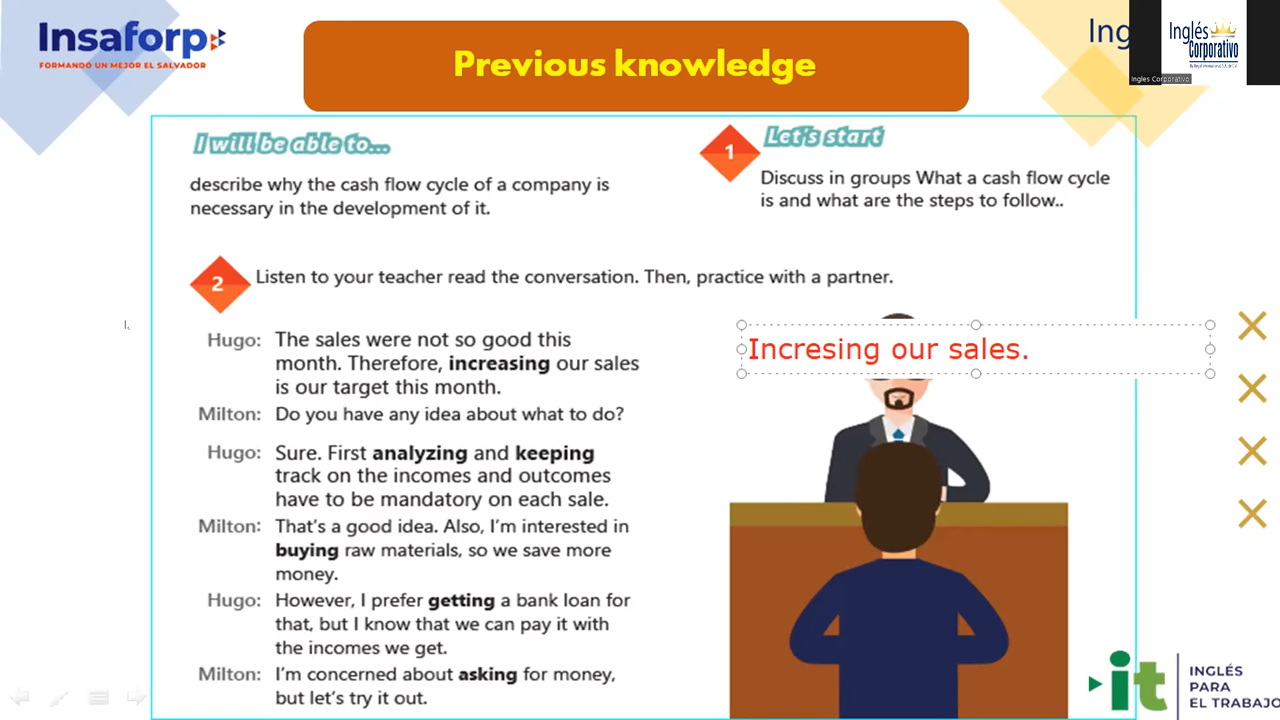 Insaforp
FORMANDO UN MEJOR EL SALVADOR
Previous knowledge
Ing
Inglés
Corporativo
Ingles Corporativo
I will be able to...
describe why the cash flow cycle of a company is
necessary in the development of it.
1
Let's start
Discuss in groups What a cash flow cycle
is and what are the steps to follow..
2
Listen to your teacher read the conversation. Then, practice with a partner.
Hugo: The sales were not so good this
month. Therefore, increasing our sales
is our target this month.
Milton: Do you have any idea about what to do?
Hugo: Sure. First analyzing and keeping
track on the incomes and outcomes
have to be mandatory on each sale.
Milton: That's a good idea. Also, I'm interested in
buying raw materials, so we save more
money.
Hugo: However, I prefer getting a bank loan for
that, but I know that we can pay it with
the incomes we get.
Milton: I'm concerned about asking for money,
but let's try it out.
Incresing our sales.
it
INGLÉS
PARA
EL TRABAJO